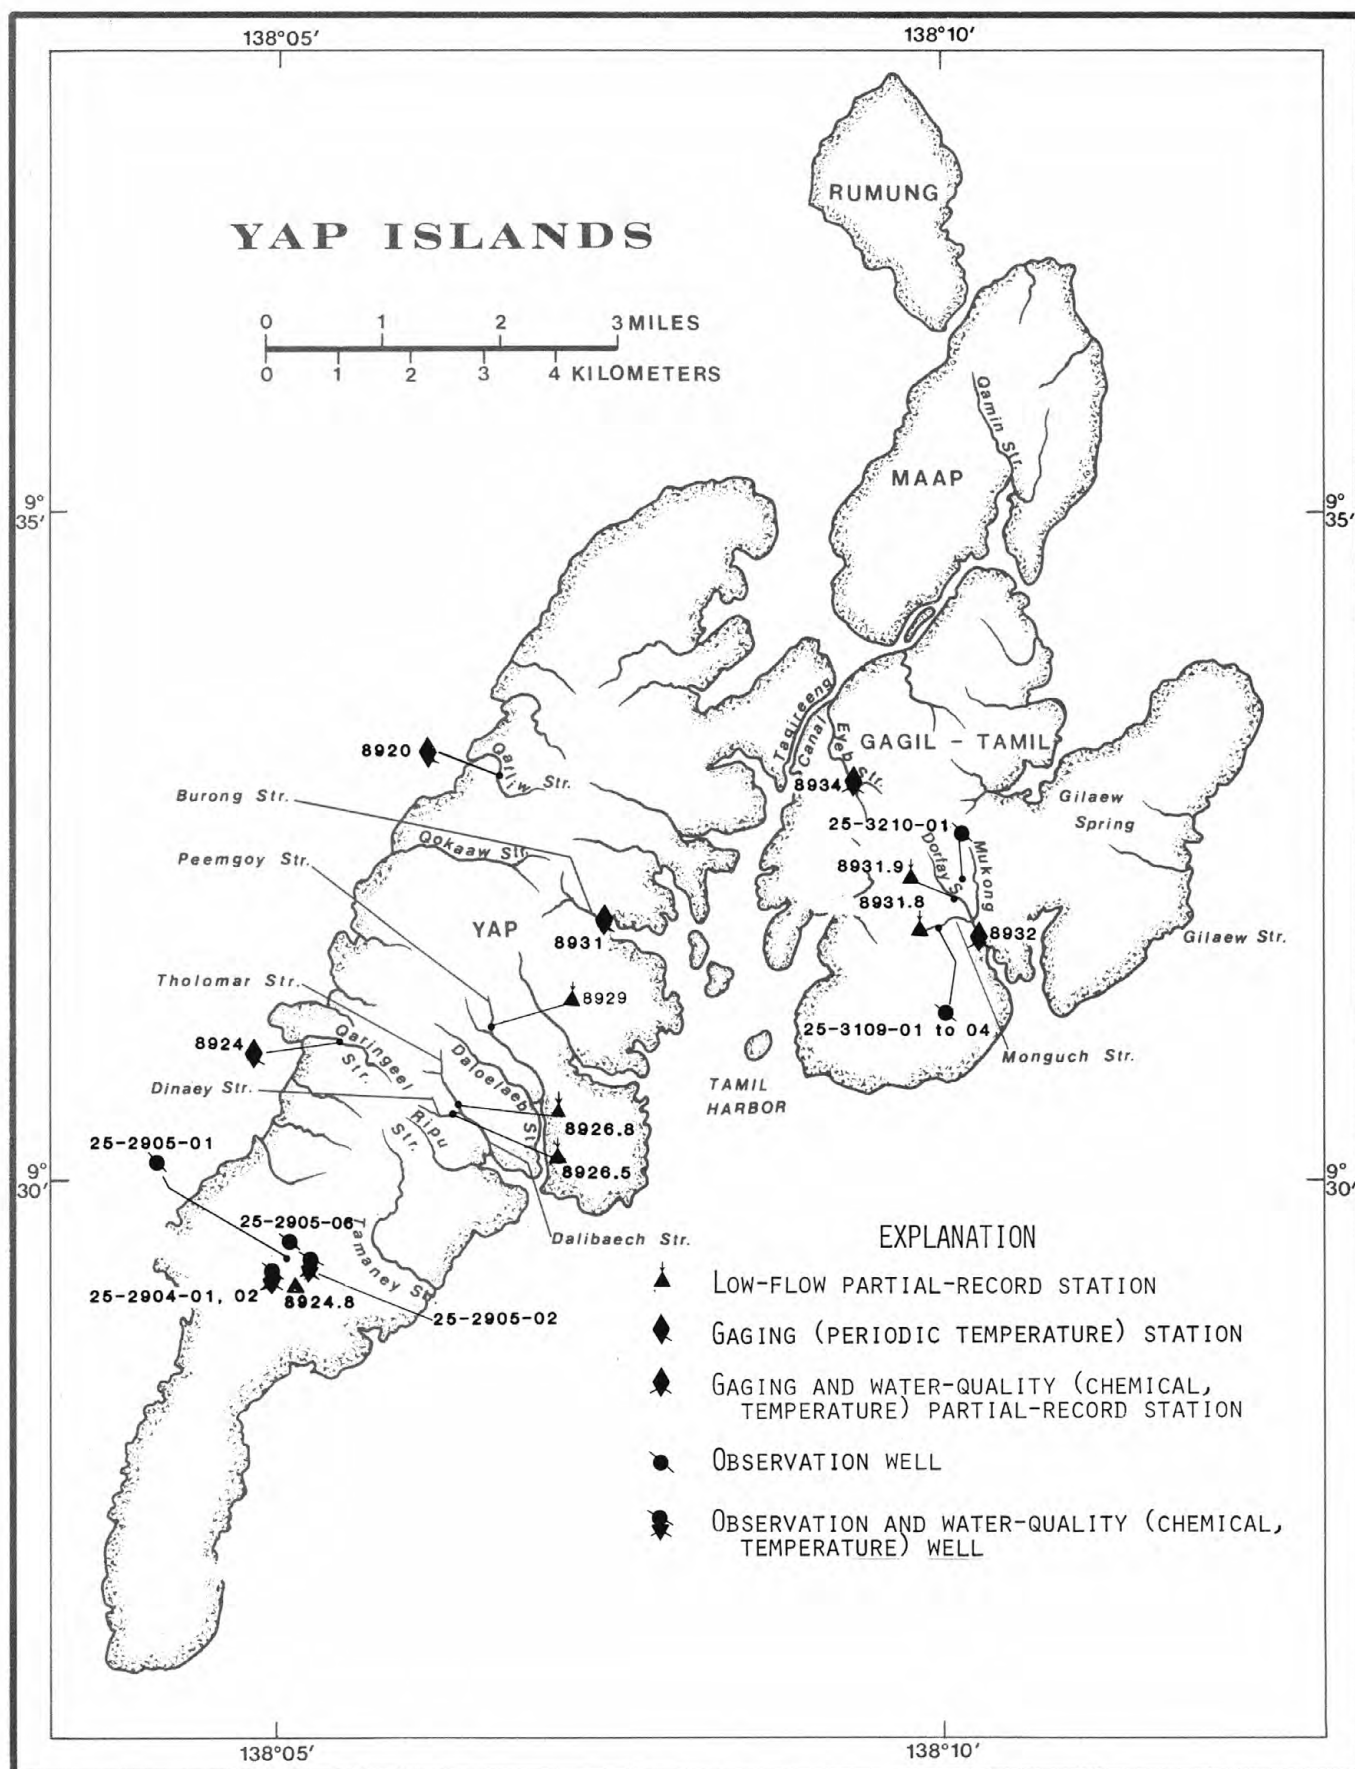 138°05′
138°10′
YAP ISLANDS
0 1 2 3 MILES
0 1 2 3 4 KILOMETERS
RUMUNG
Qamin Str.
MAAP
9°
35′
9°
35′
Tagireeng
Canal
Eyeb Str.
GAGIL - TAMIL
8920
Qatliw Str.
8934
Burong Str.
Gilaew
Spring
25-3210-01
Qokaaw Str.
Peemgoy Str.
Dorfay S.
Mukong
8931.9
8931.8
YAP
8931
8932
Gilaew Str.
Tholomar Str.
8929
25-3109-01 to 04
Monguch Str.
8924
Qaringeel
Str.
Daloelaeb Str.
TAMIL
HARBOR
Dinaey Str.
Ripu
Str.
8926.8
25-2905-01
8926.5
9°
30′
9°
30′
25-2905-06
Tamaney St.
Dalibaech Str.
25-2904-01, 02
8924.8
25-2905-02
EXPLANATION
LOW-FLOW PARTIAL-RECORD STATION
GAGING (PERIODIC TEMPERATURE) STATION
GAGING AND WATER-QUALITY (CHEMICAL,
TEMPERATURE) PARTIAL-RECORD STATION
OBSERVATION WELL
OBSERVATION AND WATER-QUALITY (CHEMICAL,
TEMPERATURE) WELL
138°05′
138°10′